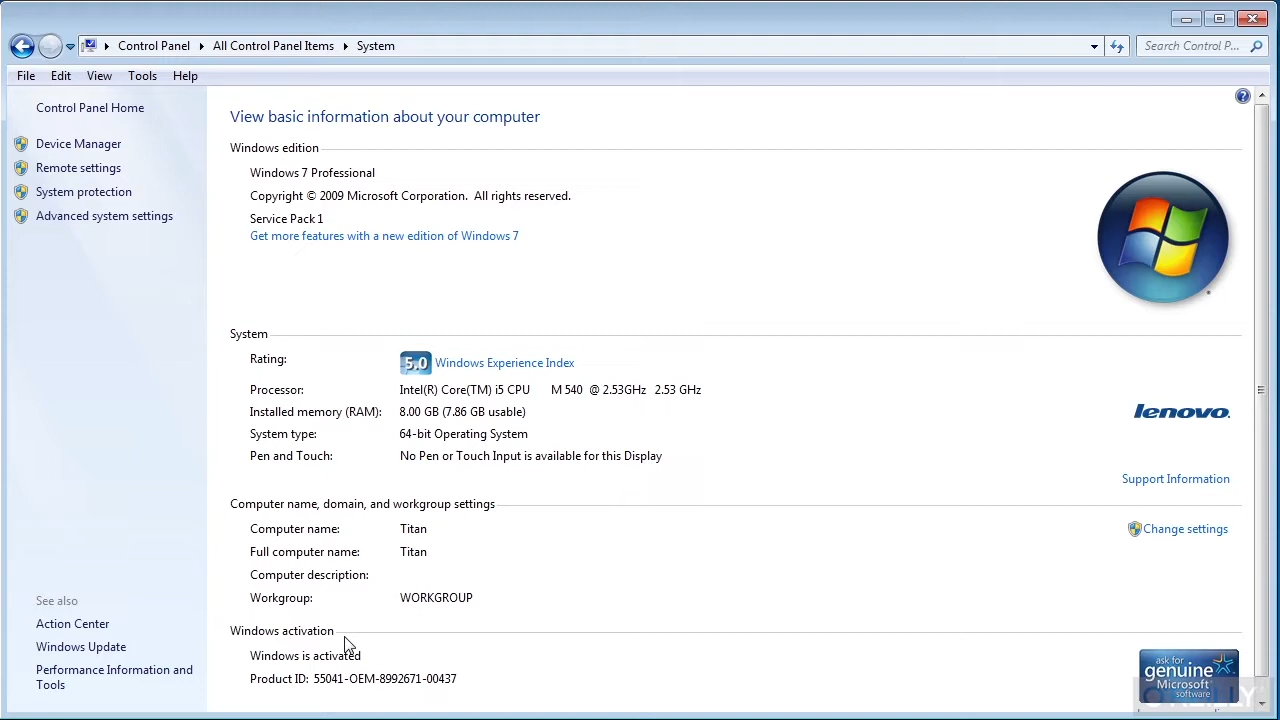 Control Panel All Control Panel Items System
Search Control P...
File Edit View Tools Help
Control Panel Home
Device Manager
Remote settings
System protection
Advanced system settings
See also
Action Center
Windows Update
Performance Information and
Tools
View basic information about your computer
Windows edition
Windows 7 Professional
Copyright © 2009 Microsoft Corporation. All rights reserved.
Service Pack 1
Get more features with a new edition of Windows 7
System
Rating: 5.0 Windows Experience Index
Processor: Intel(R) Core(TM) i5 CPU M 540 @ 2.53GHz 2.53 GHz
Installed memory (RAM): 8.00 GB (7.86 GB usable)
System type: 64-bit Operating System
Pen and Touch: No Pen or Touch Input is available for this Display
lenovo.
Support Information
Computer name, domain, and workgroup settings
Computer name: Titan
Change settings
Full computer name: Titan
Computer description:
Workgroup: WORKGROUP
Windows activation
Windows is activated
Product ID: 55041-OEM-8992671-00437
ask for
genuine
Microsoft
software
O'REILLY